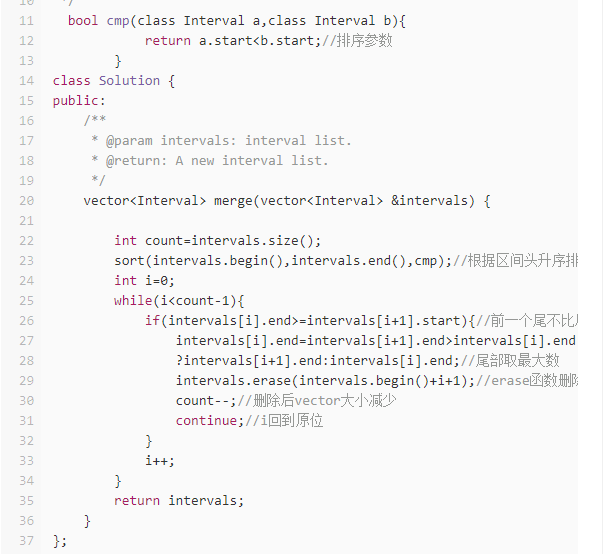 10 */
11 bool cmp(class Interval a,class Interval b){
12 return a.start<b.start;//排序参数
13 }
14 class Solution {
15 public:
16 /**
17 * @param intervals: interval list.
18 * @return: A new interval list.
19 */
20 vector<Interval> merge(vector<Interval> &intervals) {
21
22 int count=intervals.size();
23 sort(intervals.begin(),intervals.end(),cmp);//根据区间头升序排
24 int i=0;
25 while(i<count-1){
26 if(intervals[i].end>=intervals[i+1].start){//前一个尾不比
27 intervals[i].end=intervals[i+1].end>intervals[i].end
28 ?intervals[i+1].end:intervals[i].end;//尾部取最大数
29 intervals.erase(intervals.begin()+i+1);//erase函数删除
30 count--;//删除后vector大小减少
31 continue;//i回到原位
32 }
33 i++;
34 }
35 return intervals;
36 }
37 };